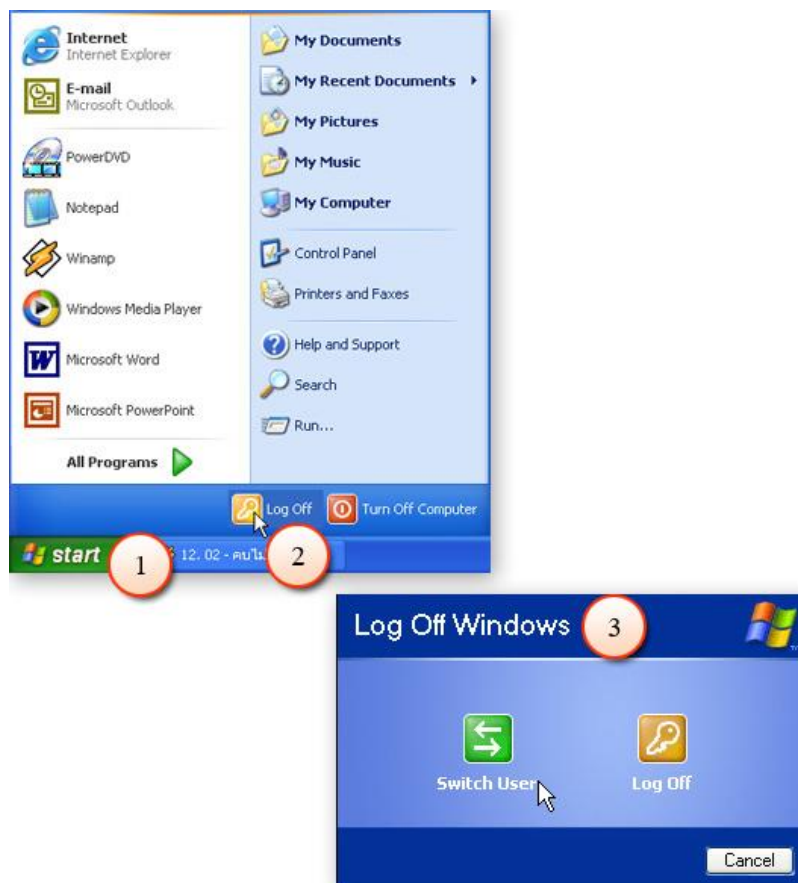 Internet
Internet Explorer
E-mail
Microsoft Outlook
PowerDVD
Notepad
Winamp
Windows Media Player
Microsoft Word
Microsoft PowerPoint
All Programs
My Documents
My Recent Documents
My Pictures
My Music
My Computer
Control Panel
Printers and Faxes
Help and Support
Search
Run...
Log Off
Turn Off Computer
start
1
12. 02 -
2
Log Off Windows
3
Switch User
Log Off
Cancel